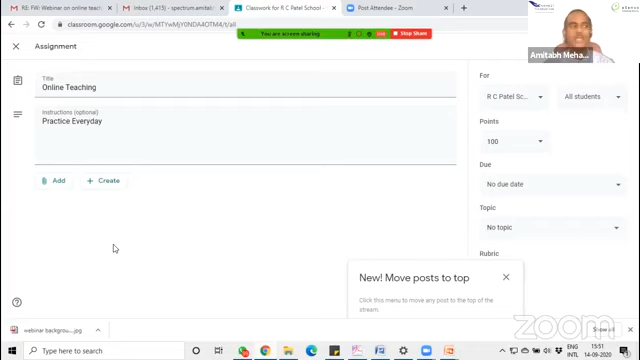 RE: FW: Webinar on online teach
Inbox (1,415) - spectrum.amitabh
Classwork for R C Patel School
Post Attendee - Zoom
classroom.google.com/u/3/w/MTYwMjY0NDA4OTM4/t/all
You are screen sharing
Stop Share
Assignment
Title
Online Teaching
Instructions (optional)
Practice Everyday
Add
Create
For
R C Patel Sc...
All students
Points
100
Due
No due date
Topic
No topic
Rubric
Amitabh Meha...
New! Move posts to top
Click this menu to move any post to the top of the
stream.
zoom
webinar backgrou....jpg
Show all
Type here to search
ENG
INTL
15:51
14-09-2020